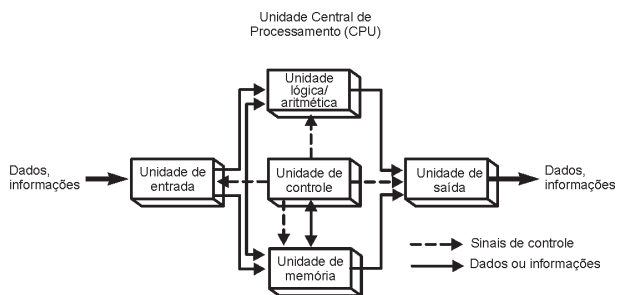 Unidade Central de
Processamento (CPU)
Unidade
lógica/
aritmética
Dados,
informações
Unidade de
entrada
Unidade de
controle
Unidade de
saída
Dados,
informações
Unidade de
memória
Sinais de controle
Dados ou informações